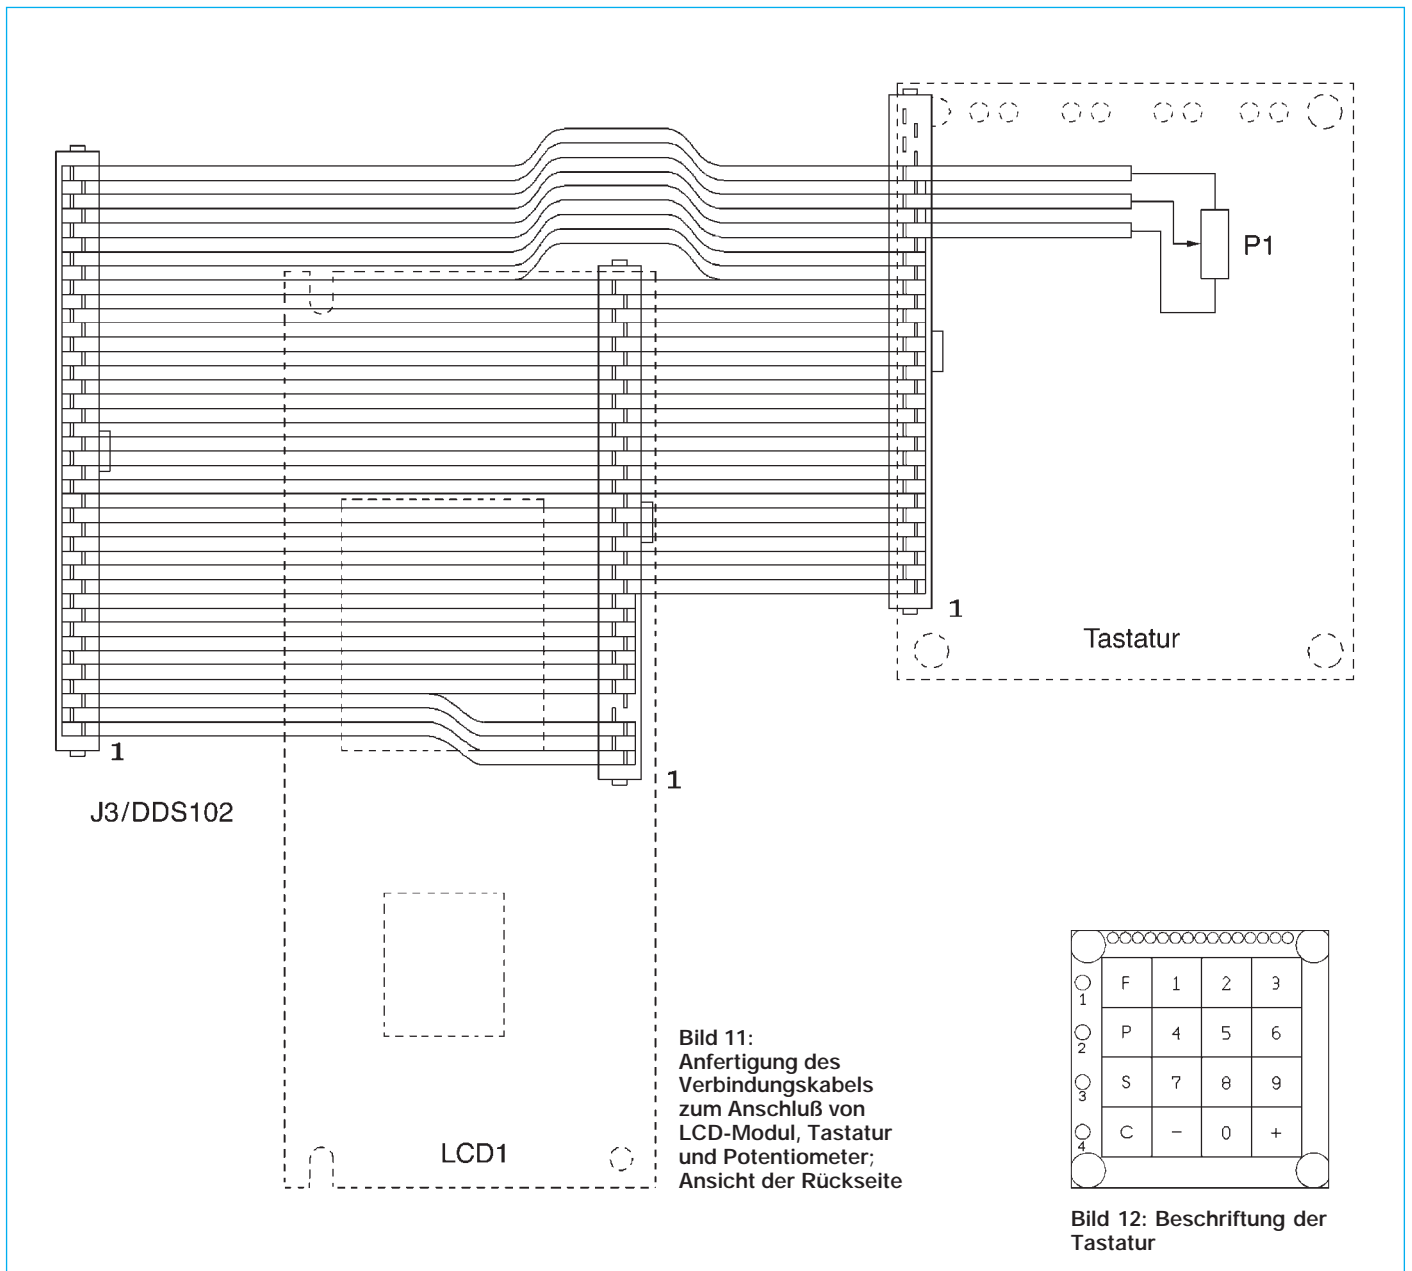 P1
1
Tastatur
1
1
J3/DDS102
LCD1
Bild 11:
Anfertigung des
Verbindungskabels
zum Anschluß von
LCD-Modul, Tastatur
und Potentiometer;
Ansicht der Rückseite
1 F 1 2 3
2 P 4 5 6
3 S 7 8 9
4 C - 0 +
Bild 12: Beschriftung der
Tastatur